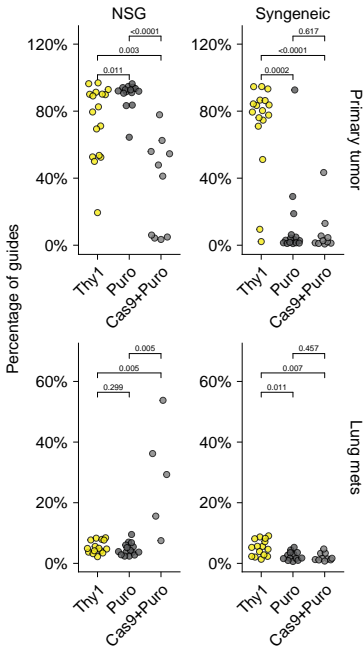 NSG
Syngeneic
Percentage of guides
120%
80%
40%
0%
<0.0001
0.003
0.011
0.617
<0.0001
0.0002
Primary tumor
Thy1
Puro
Cas9+Puro
Thy1
Puro
Cas9+Puro
60%
40%
20%
0%
0.005
0.005
0.299
0.457
0.007
0.011
Lung mets
Thy1
Puro
Cas9+Puro
Thy1
Puro
Cas9+Puro